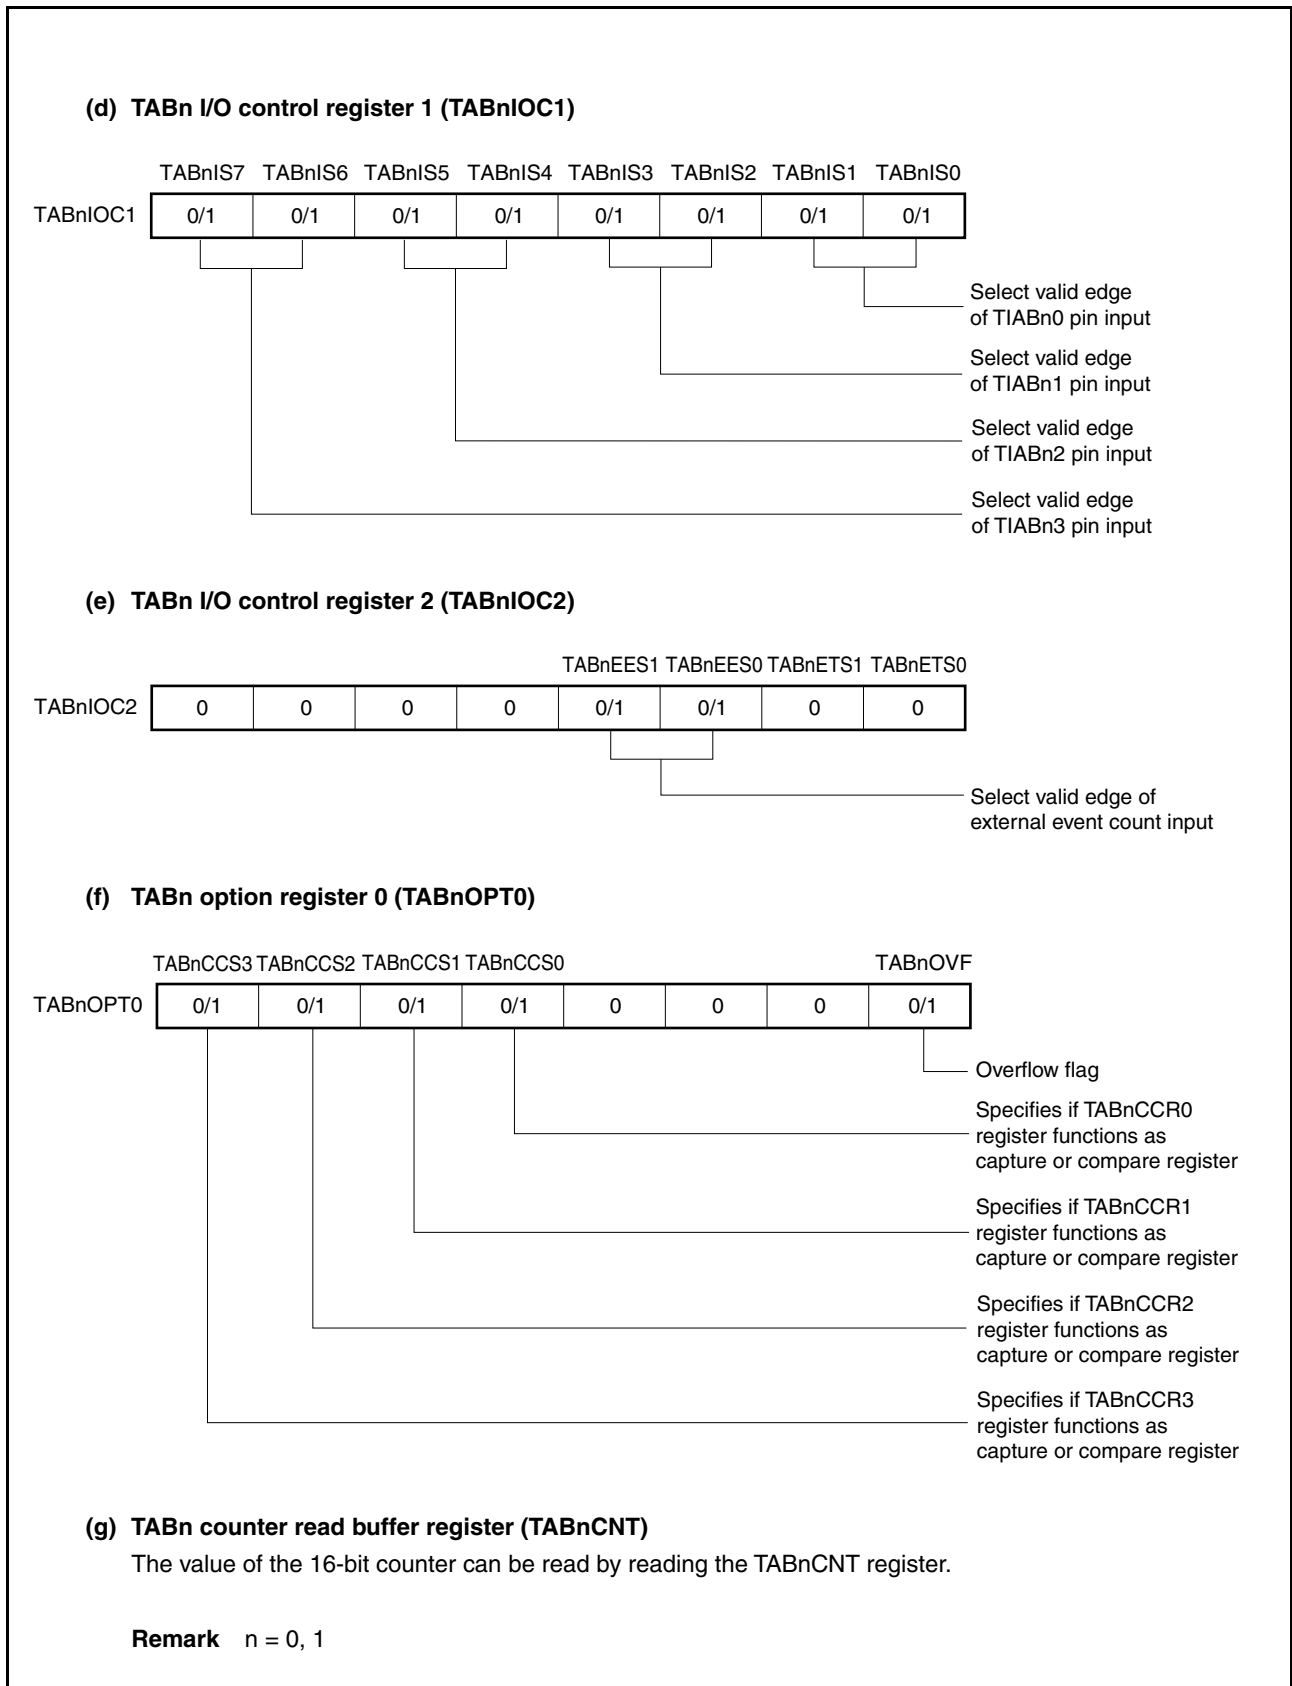 (d) TABn I/O control register 1 (TABnIOC1)
TABnIS7 TABnIS6 TABnIS5 TABnIS4 TABnIS3 TABnIS2 TABnIS1 TABnIS0
TABnIOC1 0/1 0/1 0/1 0/1 0/1 0/1 0/1 0/1
Select valid edge
of TIABn0 pin input
Select valid edge
of TIABn1 pin input
Select valid edge
of TIABn2 pin input
Select valid edge
of TIABn3 pin input
(e) TABn I/O control register 2 (TABnIOC2)
TABnEES1 TABnEES0 TABnETS1 TABnETS0
TABnIOC2 0 0 0 0 0/1 0/1 0 0
Select valid edge of
external event count input
(f) TABn option register 0 (TABnOPT0)
TABnCCS3 TABnCCS2 TABnCCS1 TABnCCS0 TABnOVF
TABnOPT0 0/1 0/1 0/1 0/1 0 0 0 0/1
Overflow flag
Specifies if TABnCCR0
register functions as
capture or compare register
Specifies if TABnCCR1
register functions as
capture or compare register
Specifies if TABnCCR2
register functions as
capture or compare register
Specifies if TABnCCR3
register functions as
capture or compare register
(g) TABn counter read buffer register (TABnCNT)
The value of the 16-bit counter can be read by reading the TABnCNT register.
Remark n = 0, 1